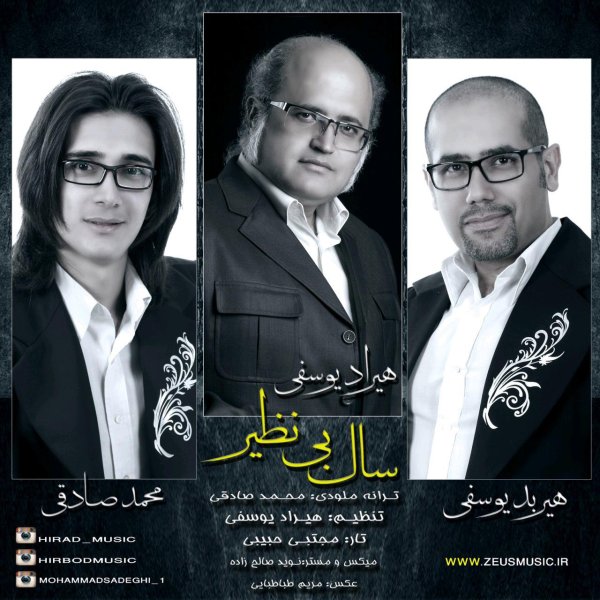 هیراد یوسفی
سال بی نظیر
محمد صادقی
هیربد یوسفی
ترانه ملودی: محمد صادقی
تنظیم: هیراد یوسفی
تار: مجتبی حبیبی
میکس و مستر:نوید صالح زاده
عکس: مریم طباطبایی
HIRAD_MUSIC
HIRBODMUSIC
MOHAMMADSADEGHI_1
WWW.ZEUSMUSIC.IR